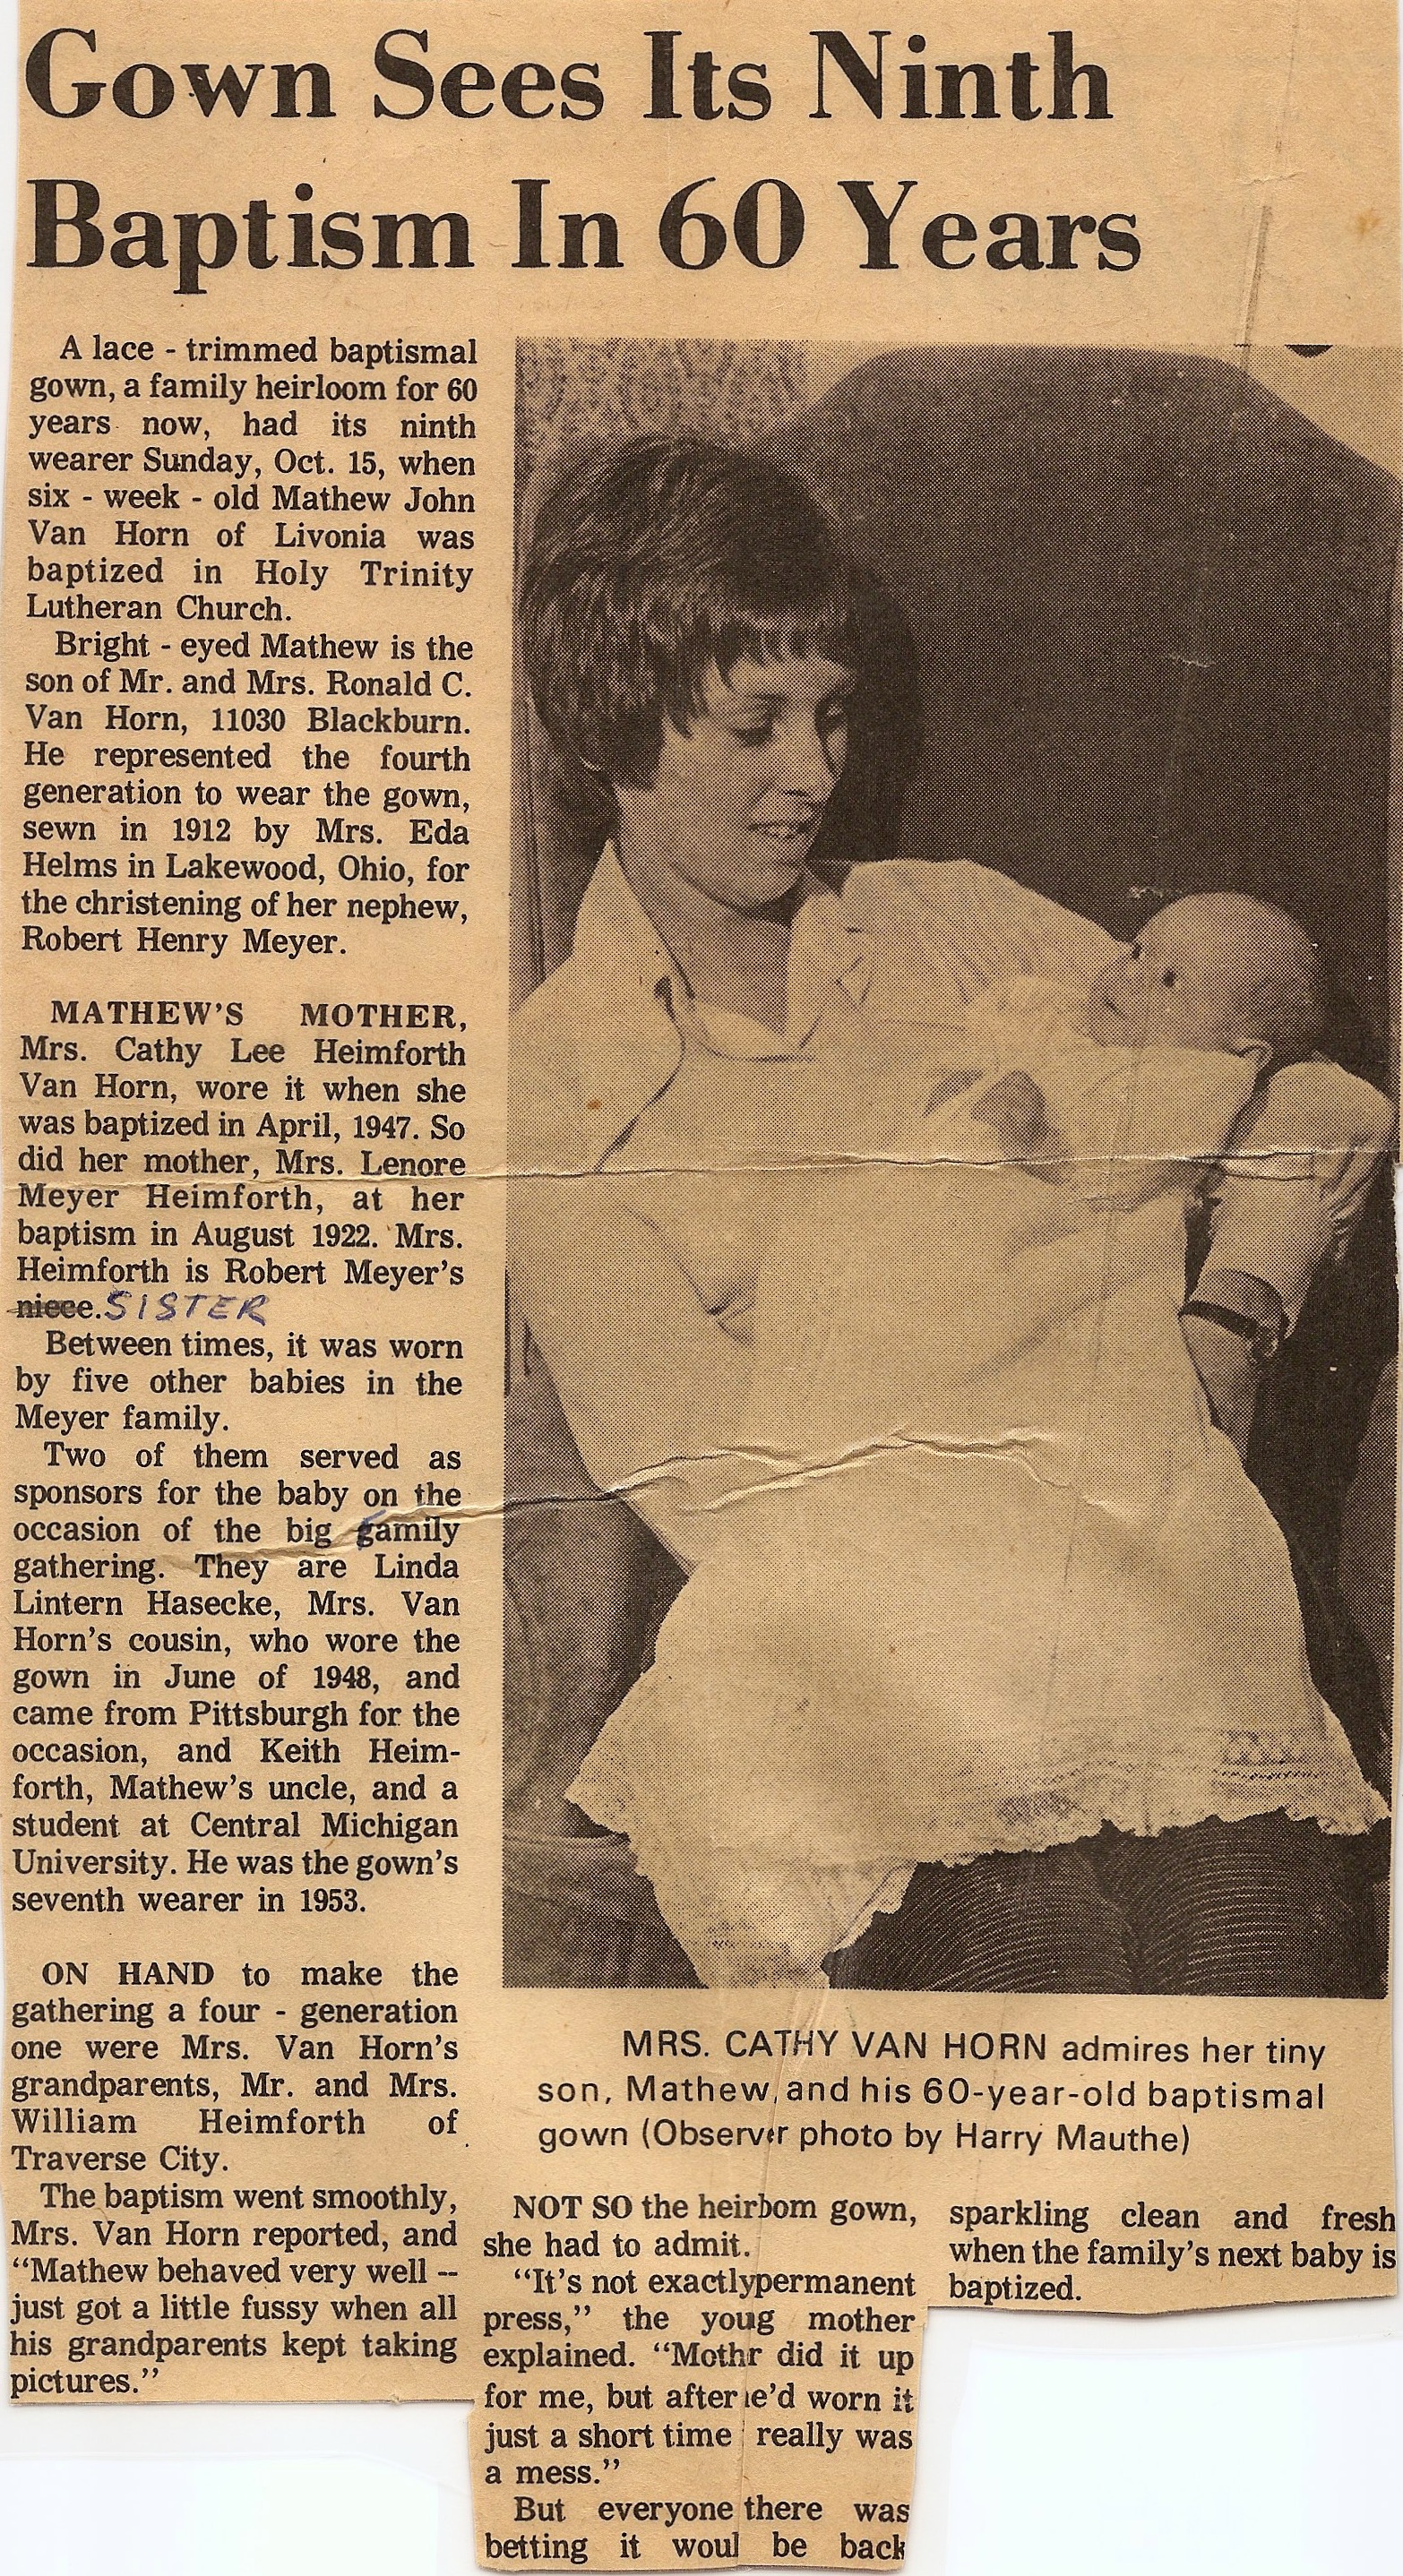 Gown Sees Its Ninth
Baptism In 60 Years
A lace - trimmed baptismal
gown, a family heirloom for 60
years now, had its ninth
wearer Sunday, Oct. 15, when
six - week - old Mathew John
Van Horn of Livonia was
baptized in Holy Trinity
Lutheran Church.
Bright - eyed Mathew is the
son of Mr. and Mrs. Ronald C.
Van Horn, 11030 Blackburn.
He represented the fourth
generation to wear the gown,
sewn in 1912 by Mrs. Eda
Helms in Lakewood, Ohio, for
the christening of her nephew,
Robert Henry Meyer.
MATHEW'S MOTHER,
Mrs. Cathy Lee Heimforth
Van Horn, wore it when she
was baptized in April, 1947. So
did her mother, Mrs. Lenore
Meyer Heimforth, at her
baptism in August 1922. Mrs.
Heimforth is Robert Meyer's
niece. SISTER
Between times, it was worn
by five other babies in the
Meyer family.
Two of them served as
sponsors for the baby on the
occasion of the big gamily
gathering. They are Linda
Lintern Hasecke, Mrs. Van
Horn's cousin, who wore the
gown in June of 1948, and
came from Pittsburgh for the
occasion, and Keith Heim-
forth, Mathew's uncle, and a
student at Central Michigan
University. He was the gown's
seventh wearer in 1953.
ON HAND to make the
gathering a four - generation
one were Mrs. Van Horn's
grandparents, Mr. and Mrs.
William Heimforth of
Traverse City.
The baptism went smoothly,
Mrs. Van Horn reported, and
"Mathew behaved very well --
just got a little fussy when all
his grandparents kept taking
pictures."
MRS. CATHY VAN HORN admires her tiny
son, Mathew, and his 60-year-old baptismal
gown (Observer photo by Harry Mauthe)
NOT SO the heirbom gown,
she had to admit.
"It's not exactly permanent
press," the youg mother
explained. "Mothr did it up
for me, but after e'd worn it
just a short time really was
a mess."
But everyone there was
betting it woul be back
sparkling clean and fresh
when the family's next baby is
baptized.